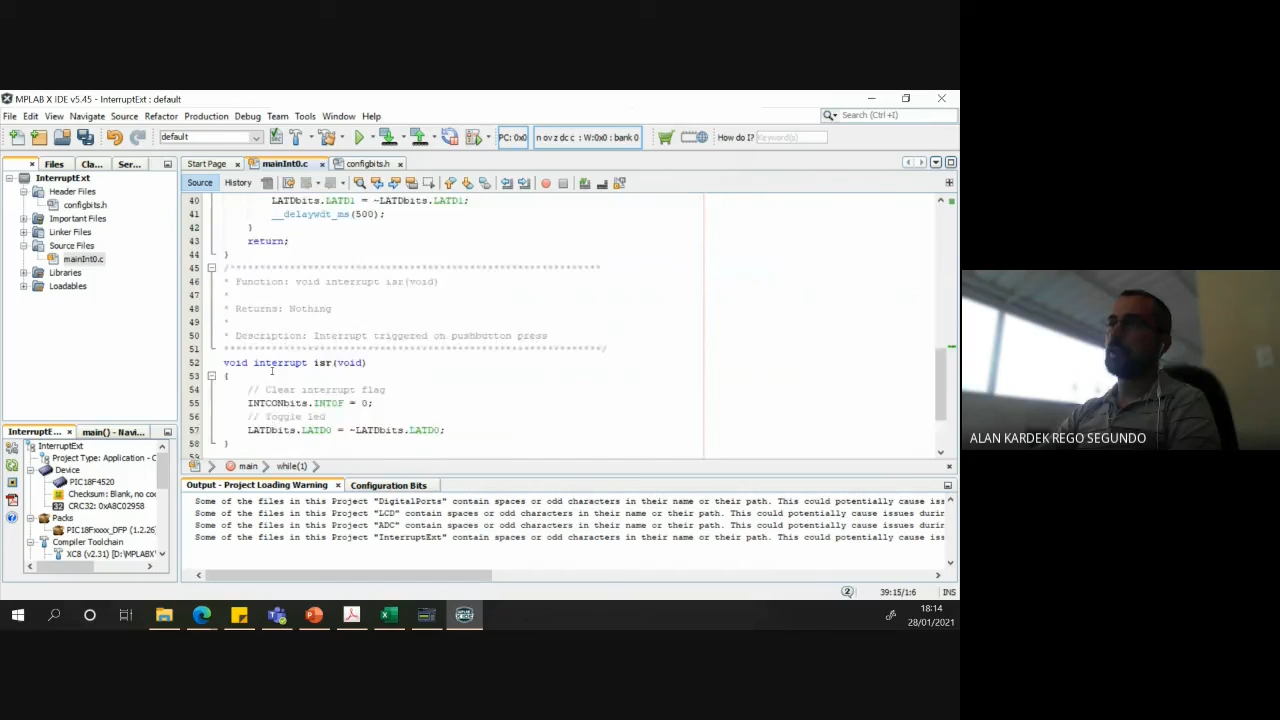 MPLAB X IDE v5.45 - InterruptExt : default
File Edit View Navigate Source Refactor Production Debug Team Tools Window Help
Search (Ctrl+I)
default
PC: 0x0
n ov z dc c : W:0x0 : bank 0
How do I? Keyword(s)
Files Cla... Ser...
Start Page mainInt0.c configbits.h
InterruptExt
Header Files
configbits.h
Important Files
Linker Files
Source Files
mainInt0.c
Libraries
Loadables
Source History
40 LATDbits.LATD1 = ~LATDbits.LATD1;
41 __delaywdt_ms(500);
42 }
43 return;
44 }
45 /**************************************************************
46 * Function: void interrupt isr(void)
47 *
48 * Returns: Nothing
49 *
50 * Description: Interrupt triggered on pushbutton press
51 **************************************************************/
52 void interrupt isr(void)
53 {
54 // Clear interrupt flag
55 INTCONbits.INT0F = 0;
56 // Toggle led
57 LATDbits.LATD0 = ~LATDbits.LATD0;
58 }
59
main while(1)
InterruptE... main() - Navi...
InterruptExt
Project Type: Application - C
Device
PIC18F4520
Checksum: Blank, no co
CRC32: 0xA8C02958
Packs
PIC18Fxxxx_DFP (1.2.26)
Compiler Toolchain
XC8 (v2.31) [D:\MPLABX\
Output - Project Loading Warning Configuration Bits
Some of the files in this Project "DigitalPorts" contain spaces or odd characters in their name or their path. This could potentially cause iss
Some of the files in this Project "LCD" contain spaces or odd characters in their name or their path. This could potentially cause issues durin
Some of the files in this Project "ADC" contain spaces or odd characters in their name or their path. This could potentially cause issues durin
Some of the files in this Project "InterruptExt" contain spaces or odd characters in their name or their path. This could potentially cause iss
39:15/1:6 INS
18:14
28/01/2021
ALAN KARDEK REGO SEGUNDO